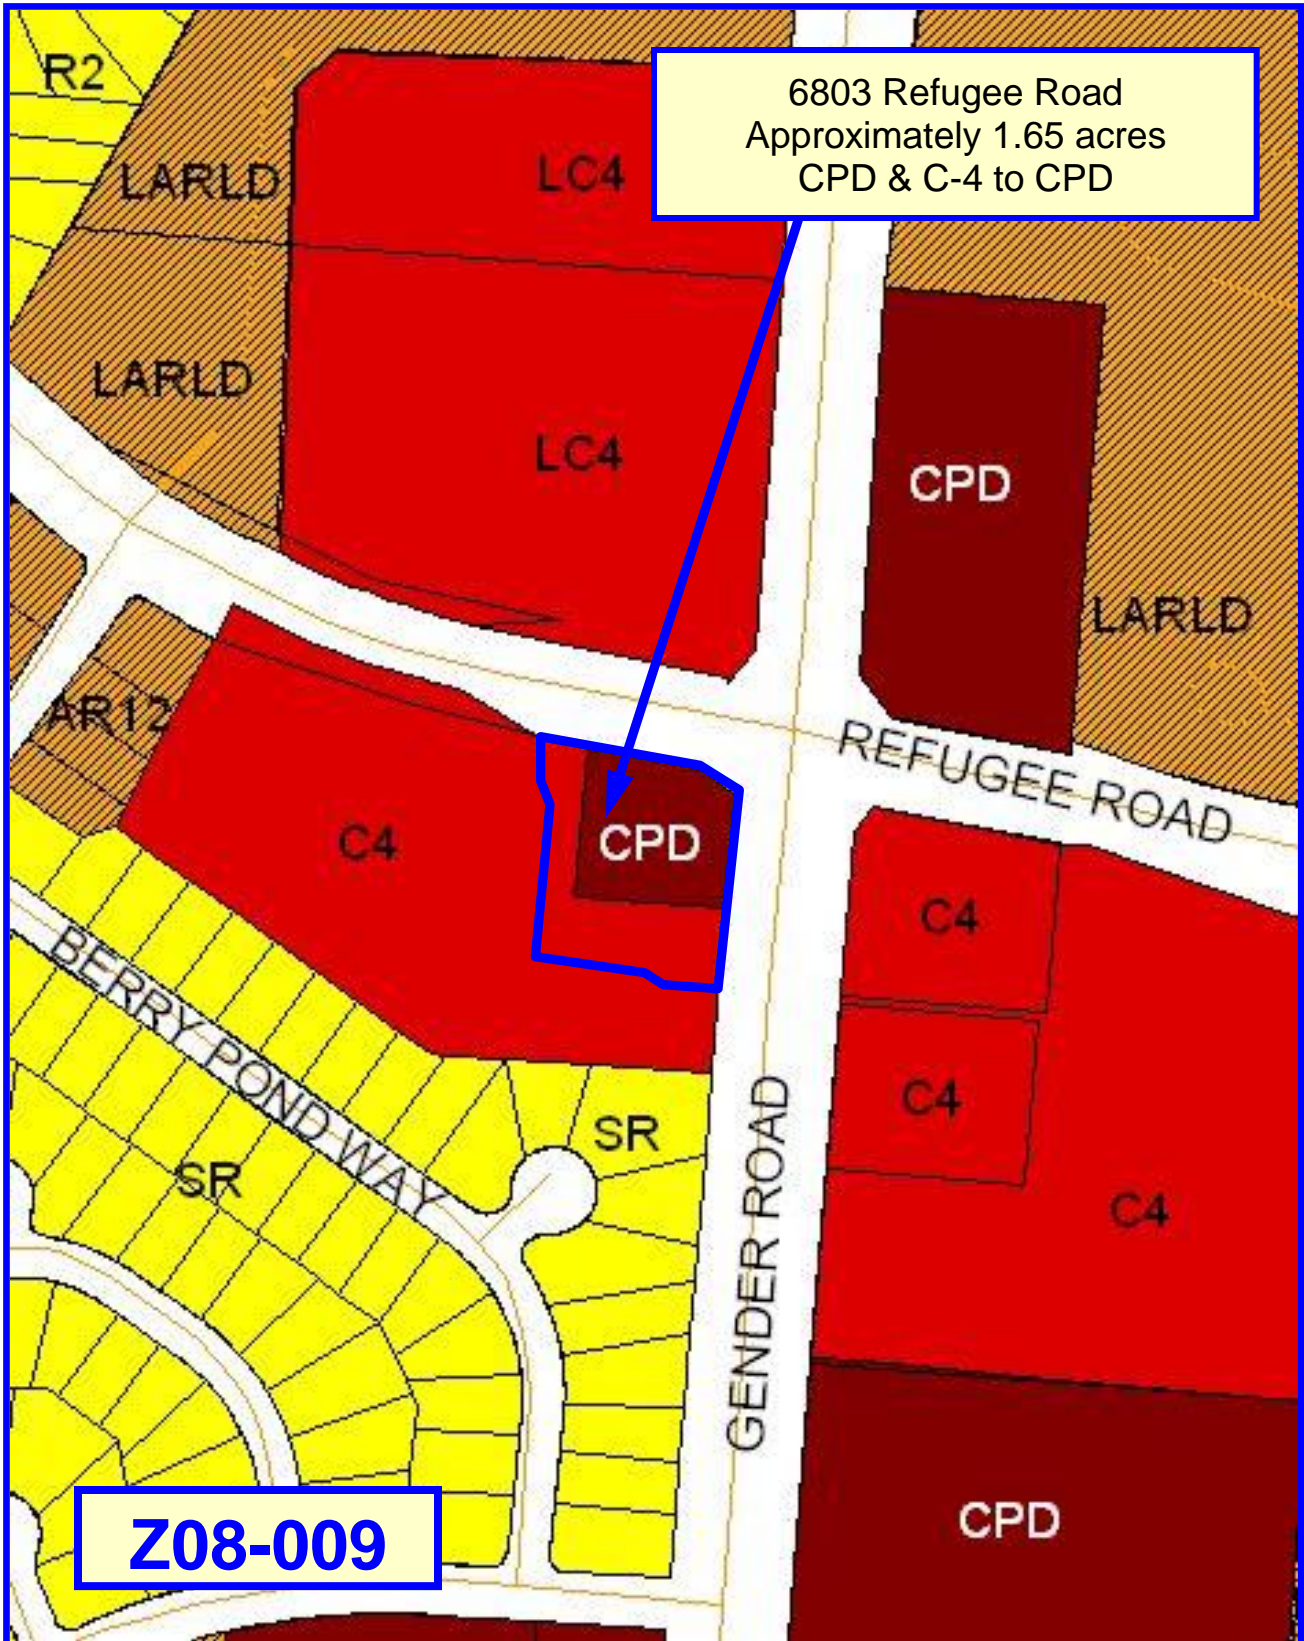 R2
6803 Refugee Road
Approximately 1.65 acres
CPD & C-4 to CPD
LARLD
LC4
LARLD
LC4
CPD
LARLD
AR12
REFUGEE ROAD
C4
CPD
C4
BERRY POND WAY
C4
SR
SR
GENDER ROAD
C4
CPD
Z08-009